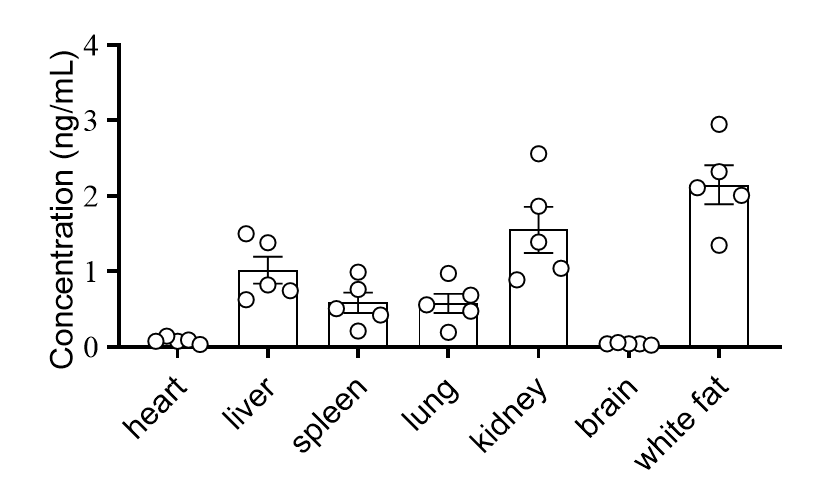 Concentration (ng/mL)
4
3
2
1
0
heart
liver
spleen
lung
kidney
brain
white fat